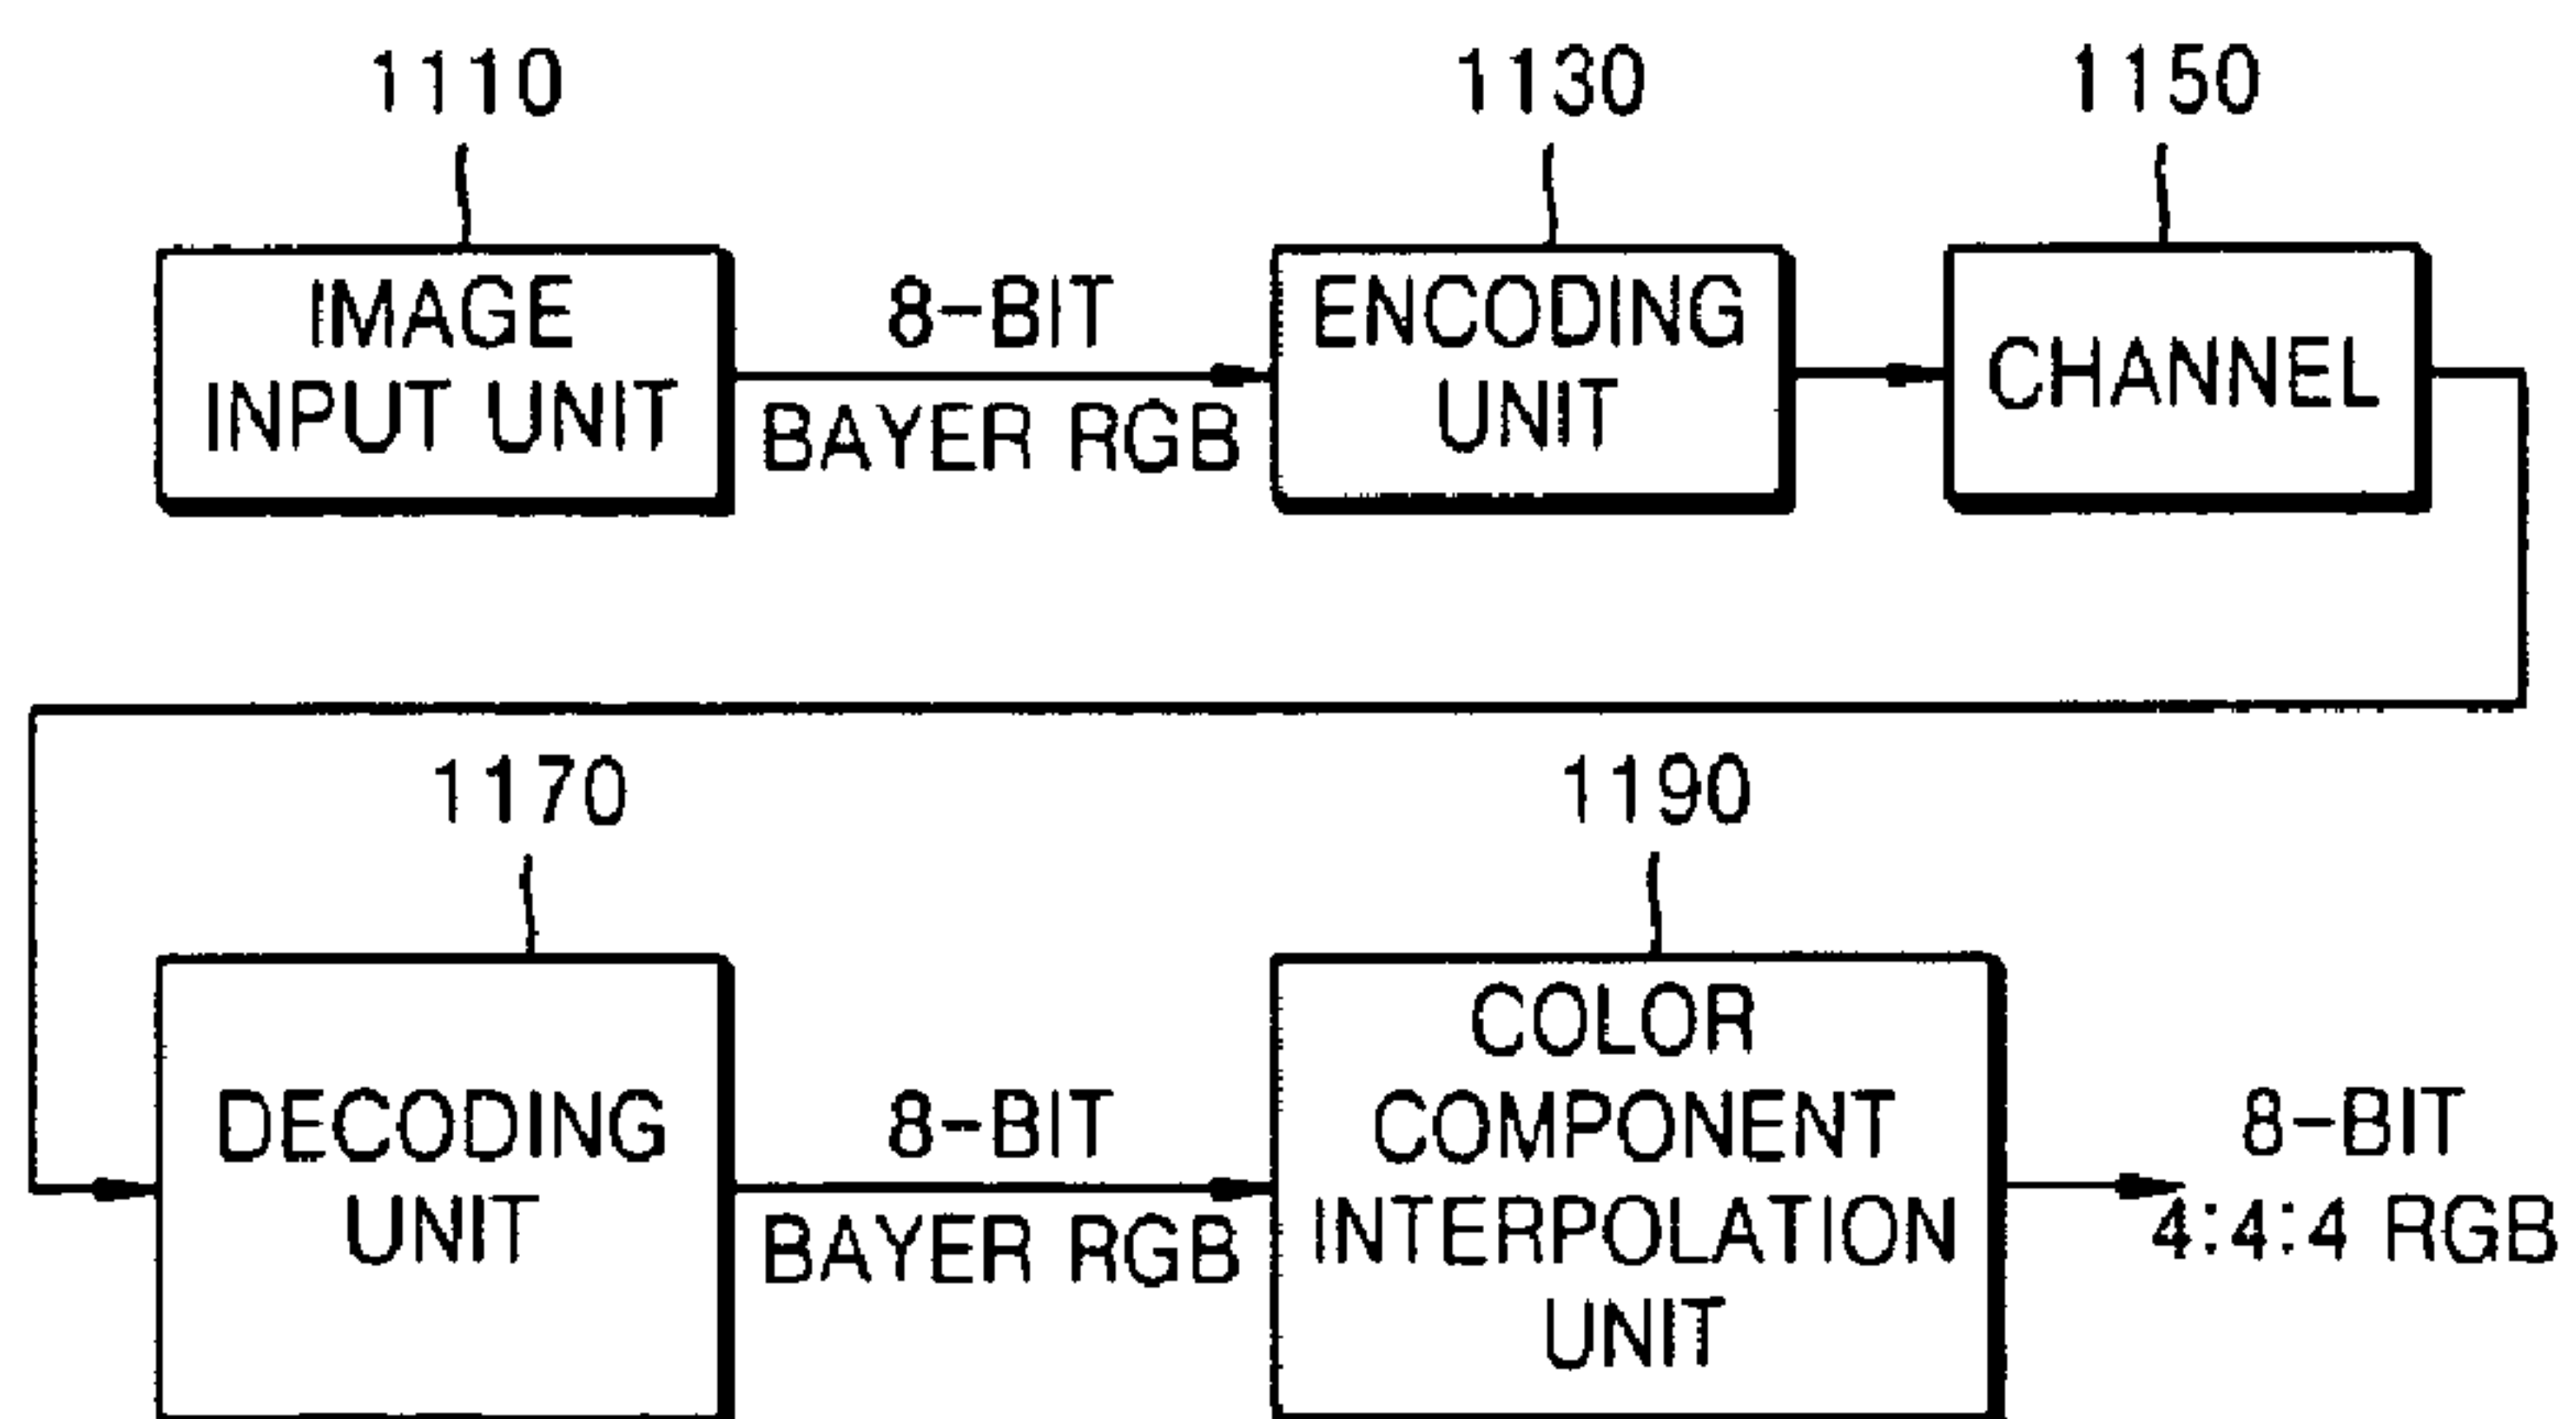 1110
1130
1150
IMAGE
INPUT UNIT
8-BIT
BAYER RGB
ENCODING
UNIT
CHANNEL
1170
1190
DECODING
UNIT
8-BIT
BAYER RGB
COLOR
COMPONENT
INTERPOLATION
UNIT
8-BIT
4:4:4 RGB